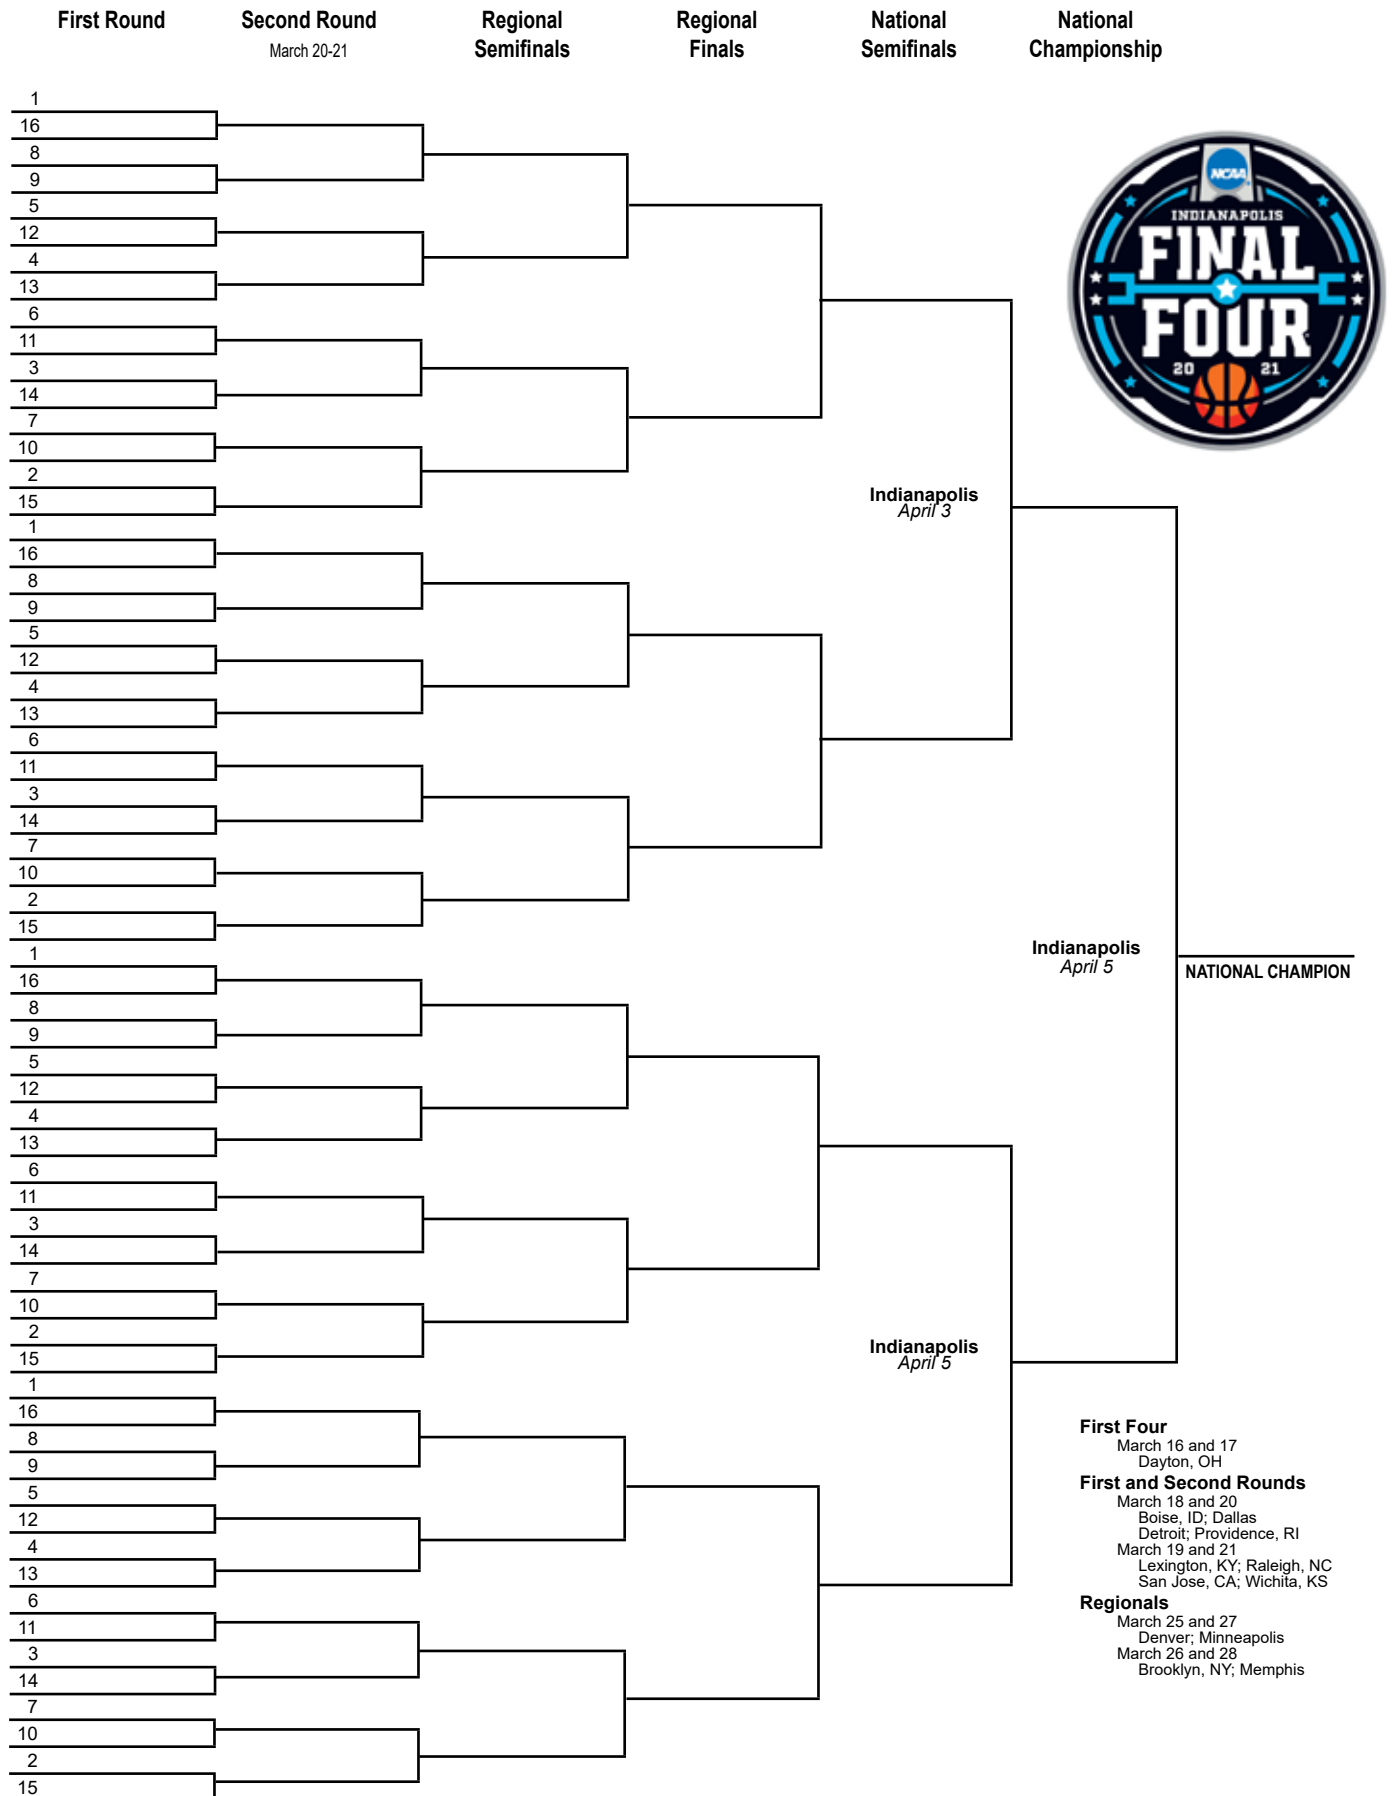 First Round
Second Round
March 20-21
Regional
Semifinals
Regional
Finals
National
Semifinals
National
Championship
NCAA
INDIANAPOLIS
FINAL
FOUR
20 21
1
16
8
9
5
12
4
13
6
11
3
14
7
10
2
15
Indianapolis
April 3
1
16
8
9
5
12
4
13
6
11
3
14
7
10
2
15
Indianapolis
April 5
NATIONAL CHAMPION
1
16
8
9
5
12
4
13
6
11
3
14
7
10
2
15
Indianapolis
April 5
1
16
8
9
5
12
4
13
6
11
3
14
7
10
2
15
First Four
March 16 and 17
Dayton, OH
First and Second Rounds
March 18 and 20
Boise, ID; Dallas
Detroit; Providence, RI
March 19 and 21
Lexington, KY; Raleigh, NC
San Jose, CA; Wichita, KS
Regionals
March 25 and 27
Denver; Minneapolis
March 26 and 28
Brooklyn, NY; Memphis